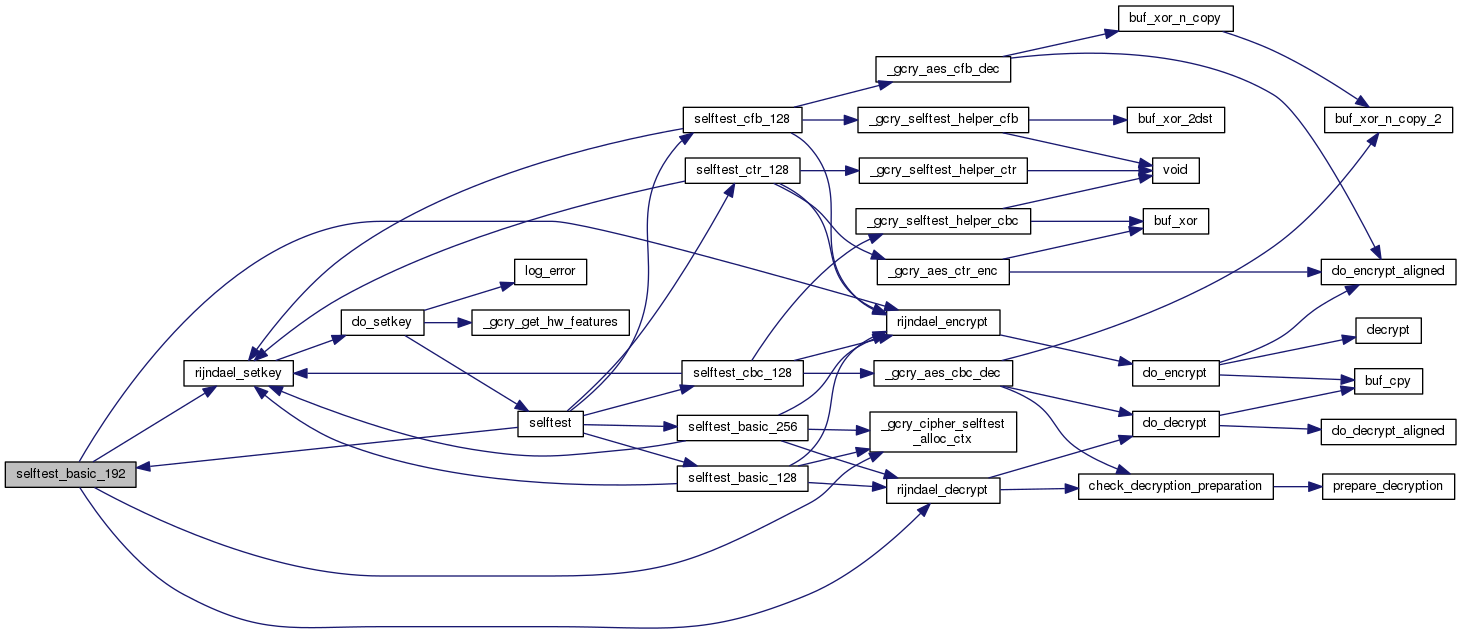 buf_xor_n_copy
_gcry_aes_cfb_dec
selftest_cfb_128
_gcry_selftest_helper_cfb
buf_xor_2dst
buf_xor_n_copy_2
selftest_ctr_128
_gcry_selftest_helper_ctr
void
_gcry_selftest_helper_cbc
buf_xor
log_error
_gcry_aes_ctr_enc
do_encrypt_aligned
do_setkey
_gcry_get_hw_features
rijndael_encrypt
decrypt
rijndael_setkey
selftest_cbc_128
_gcry_aes_cbc_dec
do_encrypt
buf_cpy
selftest
selftest_basic_256
_gcry_cipher_selftest
_alloc_ctx
do_decrypt
do_decrypt_aligned
selftest_basic_192
selftest_basic_128
rijndael_decrypt
check_decryption_preparation
prepare_decryption